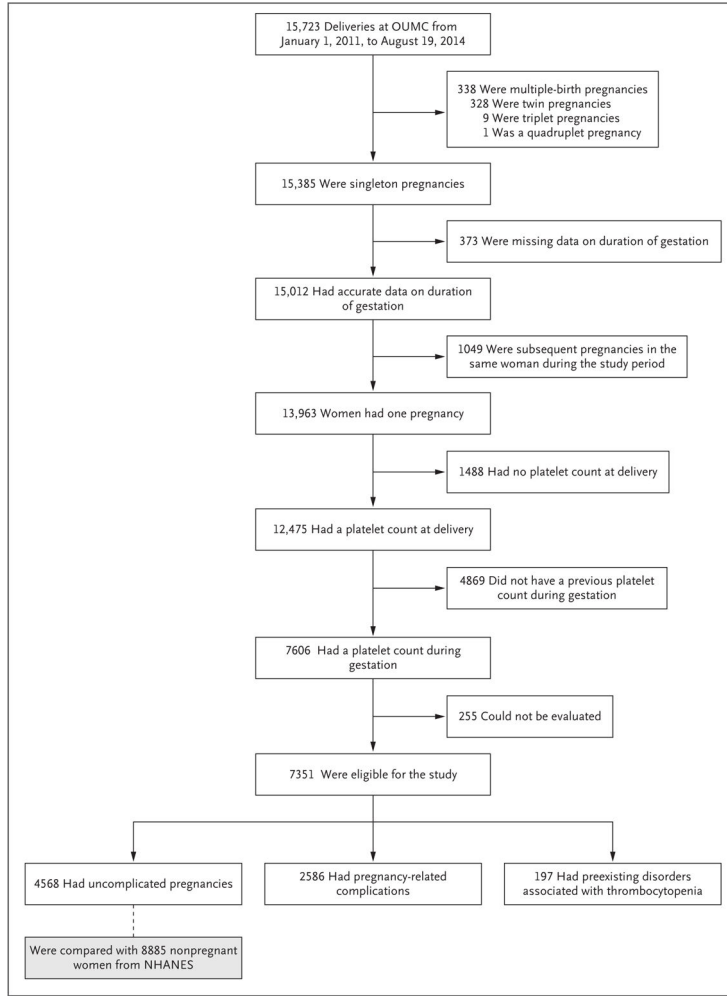 15,723 Deliveries at OUMC from
January 1, 2011, to August 19, 2014
338 Were multiple-birth pregnancies
328 Were twin pregnancies
9 Were triplet pregnancies
1 Was a quadruplet pregnancy
15,385 Were singleton pregnancies
373 Were missing data on duration of gestation
15,012 Had accurate data on duration
of gestation
1049 Were subsequent pregnancies in the
same woman during the study period
13,963 Women had one pregnancy
1488 Had no platelet count at delivery
12,475 Had a platelet count at delivery
4869 Did not have a previous platelet
count during gestation
7606 Had a platelet count during
gestation
255 Could not be evaluated
7351 Were eligible for the study
4568 Had uncomplicated pregnancies
2586 Had pregnancy-related
complications
197 Had preexisting disorders
associated with thrombocytopenia
Were compared with 8885 nonpregnant
women from NHANES